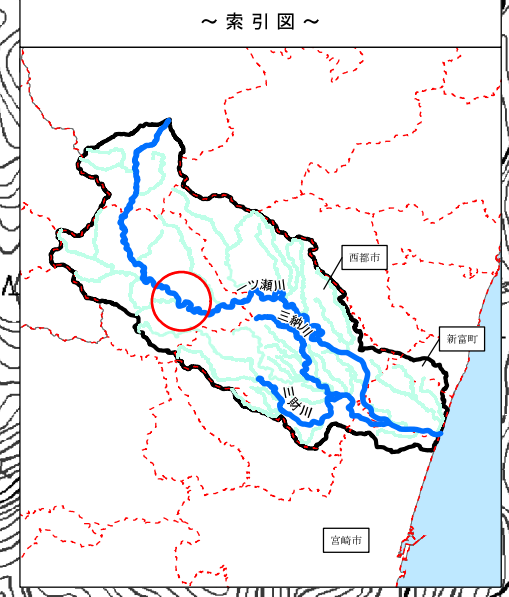 ～索引図～
西都市
一ツ瀬川
三納川
新富町
三財川
宮崎市